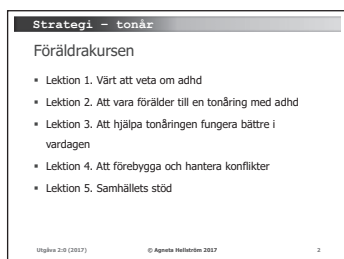 Strategi – tonår
Föräldrakursen
▪ Lektion 1. Värt att veta om adhd
▪ Lektion 2. Att vara förälder till en tonåring med adhd
▪ Lektion 3. Att hjälpa tonåringen fungera bättre i
vardagen
▪ Lektion 4. Att förebygga och hantera konflikter
▪ Lektion 5. Samhällets stöd
Utgåva 2:0 (2017) © Agneta Hellström 2017 2